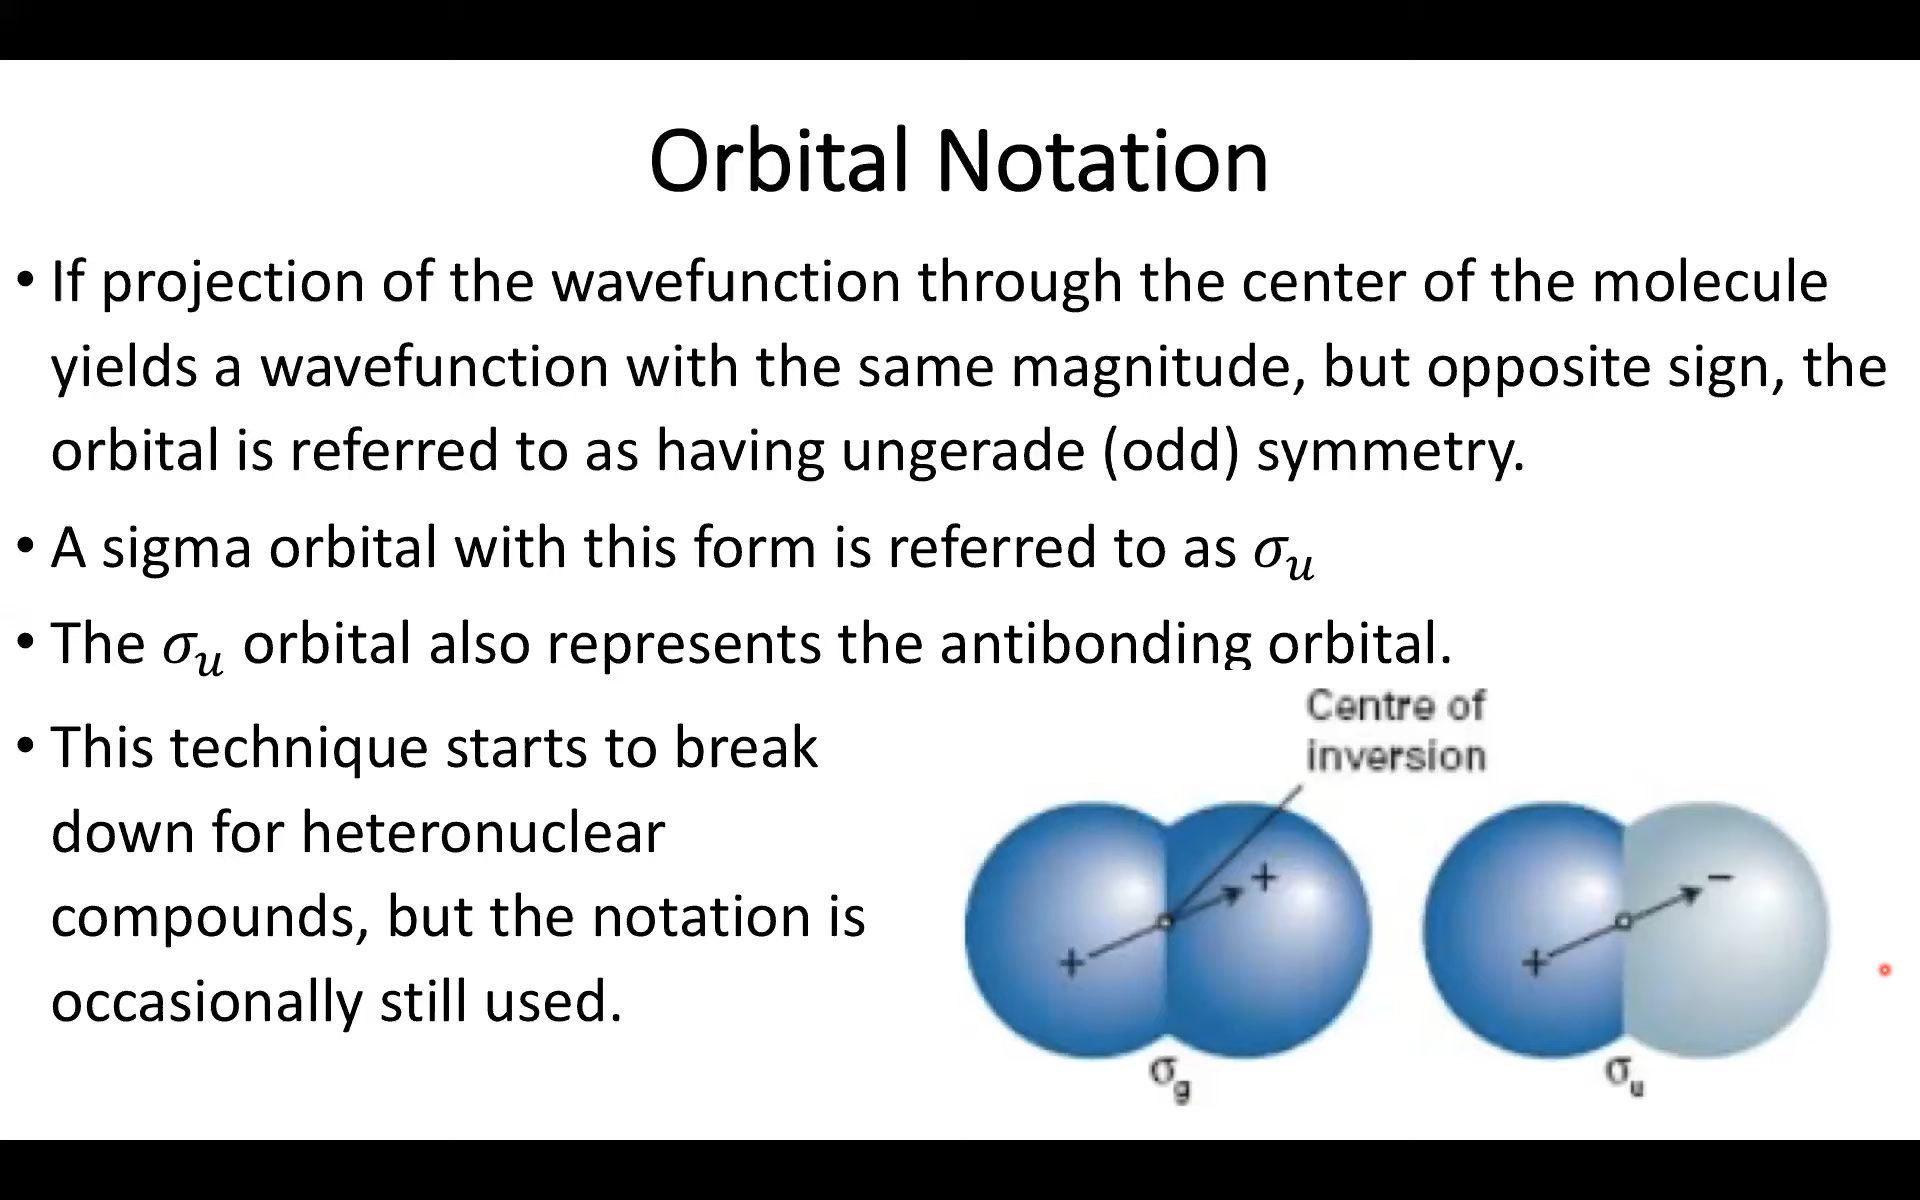 Orbital Notation
• If projection of the wavefunction through the center of the molecule
yields a wavefunction with the same magnitude, but opposite sign, the
orbital is referred to as having ungerade (odd) symmetry.
• A sigma orbital with this form is referred to as σᵤ
• The σᵤ orbital also represents the antibonding orbital.
• This technique starts to break
down for heteronuclear
compounds, but the notation is
occasionally still used.
Centre of
inversion
+ +
+ −
σg
σᵤ